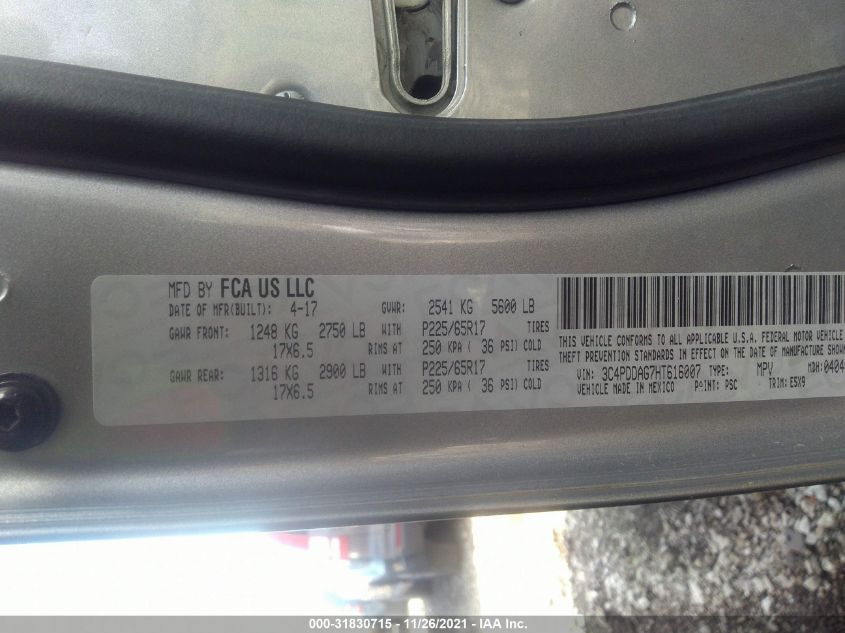 MFD BY FCA US LLC
DATE OF MFR(BUILT): 4-17 GVWR: 2541 KG 5600 LB
GAWR FRONT: 1248 KG 2750 LB WITH P225/65R17 TIRES
17X6.5 RIMS AT 250 KPA ( 36 PSI) COLD
GAWR REAR: 1316 KG 2900 LB WITH P225/65R17 TIRES
17X6.5 RIMS AT 250 KPA ( 36 PSI) COLD
THIS VEHICLE CONFORMS TO ALL APPLICABLE U.S.A. FEDERAL MOTOR VEHICLE
THEFT PREVENTION STANDARDS IN EFFECT ON THE DATE OF MANUFACTURE SHOWN
VIN: 3C4PDDAG7HT616007 TYPE: MPV MDH:0404
VEHICLE MADE IN MEXICO PAINT: PSC TRIM: ESX9
000-31830715 - 11/26/2021 - IAA Inc.